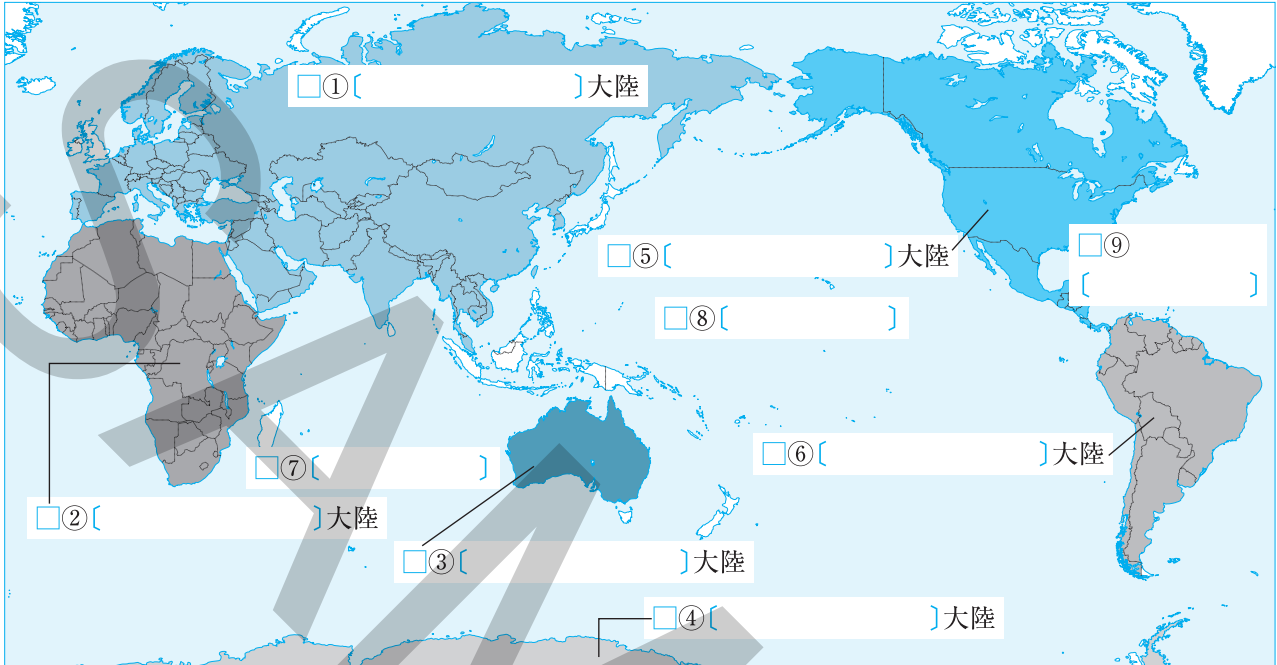 □①〔 〕大陸
□⑤〔 〕大陸
□⑨
〔 〕
□⑧〔 〕
□⑥〔 〕大陸
□⑦〔 〕
□②〔 〕大陸
□③〔 〕大陸
□④〔 〕大陸